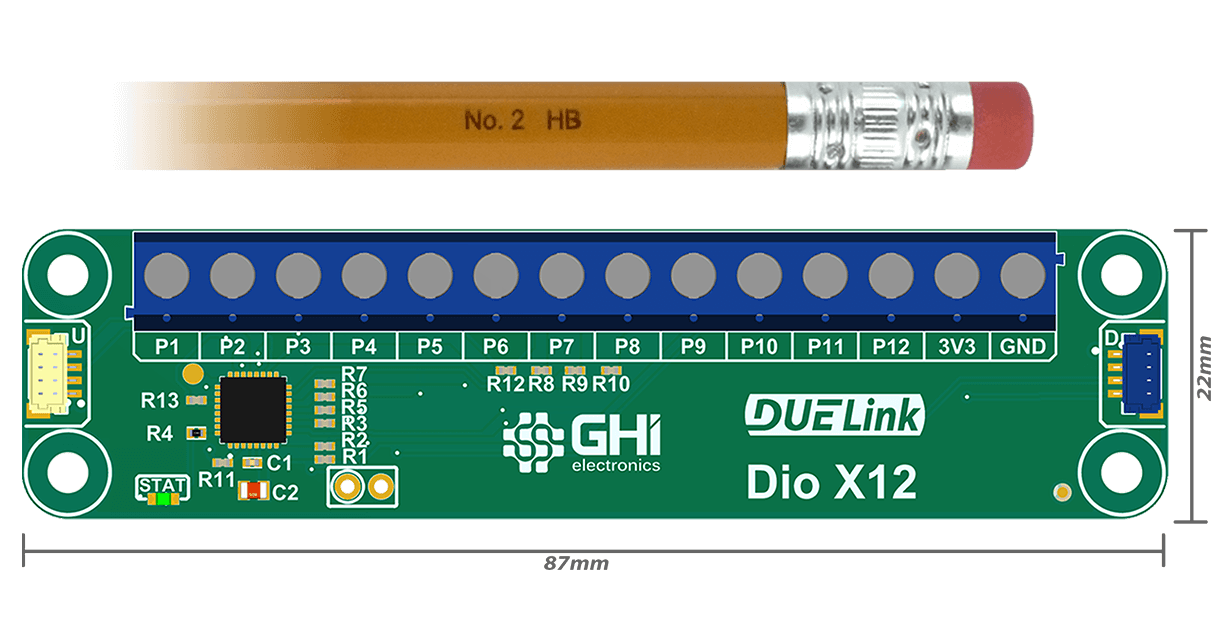 No. 2 HB
P1 P2 P3 P4 P5 P6 P7 P8 P9 P10 P11 P12 3V3 GND
U
D
R7
R12 R8 R9 R10
R6
R13
R5
R3
R4
R2
R1
C1
R11
C2
STAT
GHI
electronics
DUELink
Dio X12
22mm
87mm